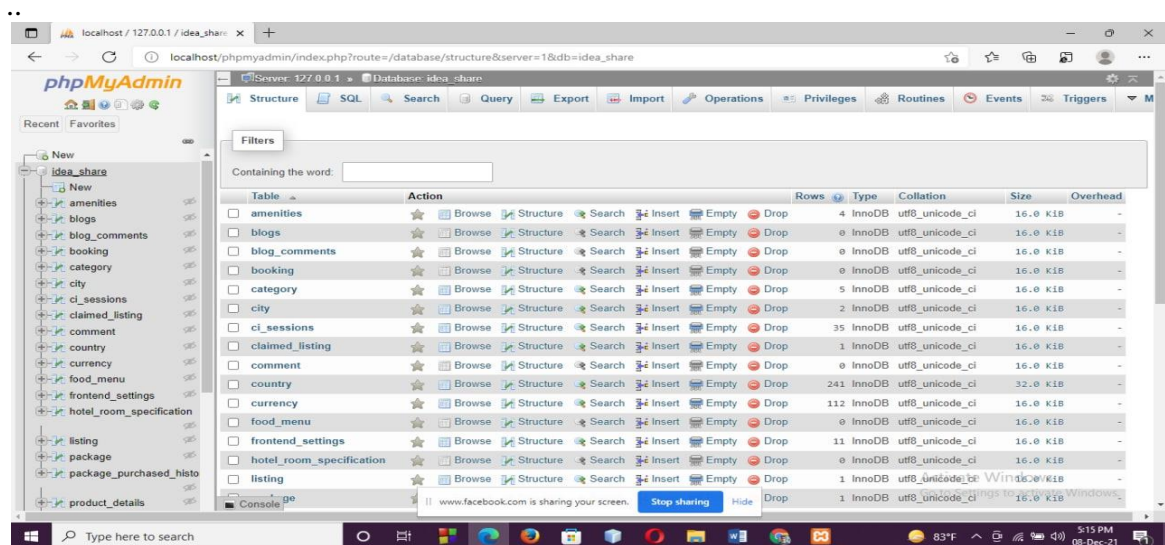 ..
localhost / 127.0.0.1 / idea_share
localhost/phpmyadmin/index.php?route=/database/structure&server=1&db=idea_share
phpMyAdmin
Recent Favorites
New
idea_share
New
amenities
blogs
blog_comments
booking
category
city
ci_sessions
claimed_listing
comment
country
currency
food_menu
frontend_settings
hotel_room_specification
listing
package
package_purchased_histo
product_details
Server: 127.0.0.1 » Database: idea_share
Structure SQL Search Query Export Import Operations Privileges Routines Events Triggers M
Filters
Containing the word:
Table Action Rows Type Collation Size Overhead
amenities Browse Structure Search Insert Empty Drop 4 InnoDB utf8_unicode_ci 16.0 KiB -
blogs Browse Structure Search Insert Empty Drop 0 InnoDB utf8_unicode_ci 16.0 KiB -
blog_comments Browse Structure Search Insert Empty Drop 0 InnoDB utf8_unicode_ci 16.0 KiB -
booking Browse Structure Search Insert Empty Drop 0 InnoDB utf8_unicode_ci 16.0 KiB -
category Browse Structure Search Insert Empty Drop 5 InnoDB utf8_unicode_ci 16.0 KiB -
city Browse Structure Search Insert Empty Drop 2 InnoDB utf8_unicode_ci 16.0 KiB -
ci_sessions Browse Structure Search Insert Empty Drop 35 InnoDB utf8_unicode_ci 16.0 KiB -
claimed_listing Browse Structure Search Insert Empty Drop 1 InnoDB utf8_unicode_ci 16.0 KiB -
comment Browse Structure Search Insert Empty Drop 0 InnoDB utf8_unicode_ci 16.0 KiB -
country Browse Structure Search Insert Empty Drop 241 InnoDB utf8_unicode_ci 32.0 KiB -
currency Browse Structure Search Insert Empty Drop 112 InnoDB utf8_unicode_ci 16.0 KiB -
food_menu Browse Structure Search Insert Empty Drop 0 InnoDB utf8_unicode_ci 16.0 KiB -
frontend_settings Browse Structure Search Insert Empty Drop 11 InnoDB utf8_unicode_ci 16.0 KiB -
hotel_room_specification Browse Structure Search Insert Empty Drop 0 InnoDB utf8_unicode_ci 16.0 KiB -
listing Browse Structure Search Insert Empty Drop 1 InnoDB utf8_unicode_ci 16.0 KiB -
Drop 1 InnoDB utf8_unicode_ci 16.0 KiB -
Activate Windows
Go to Settings to activate Windows.
Console
www.facebook.com is sharing your screen. Stop sharing Hide
Type here to search
83°F
5:15 PM
08-Dec-21